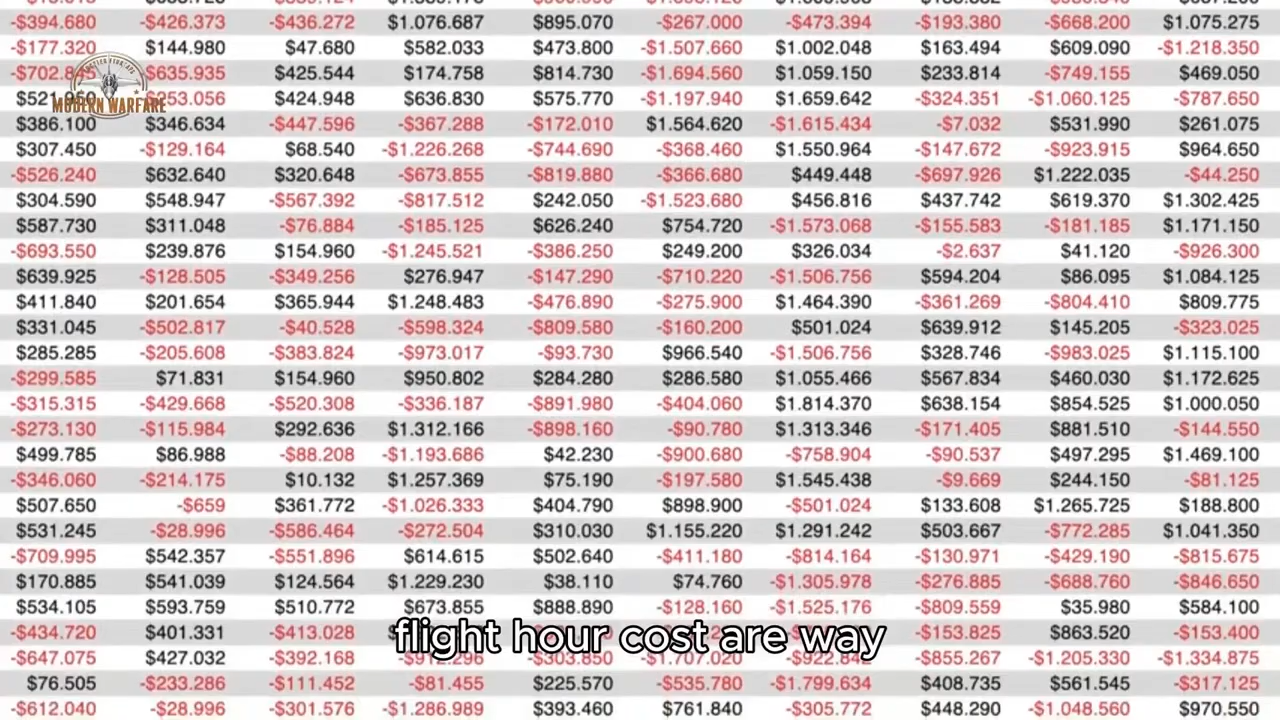 -$394.680 -$426.373 -$436.272 $1.076.687 $895.070 -$267.000 -$473.394 -$193.380 -$668.200 $1.075.275
-$177.320 $144.980 $47.680 $582.033 $473.800 -$1.507.660 $1.002.048 $163.494 $609.090 -$1.218.350
$635.935 $425.544 $174.758 $814.730 -$1.694.560 $1.059.150 $233.814 -$749.155 $469.050
MODERN WARFARE
$424.948 $636.830 $575.770 -$1.197.940 $1.659.642 -$324.351 -$1.060.125 -$787.650
$386.100 $346.634 -$447.596 -$367.288 -$172.010 $1.564.620 -$1.615.434 -$7.032 $531.990 $261.075
$307.450 -$129.164 $68.540 -$1.226.268 -$744.690 -$368.460 $1.550.964 -$147.672 -$923.915 $964.650
-$526.240 $632.640 $320.648 -$673.855 -$819.880 -$366.680 $449.448 -$697.926 $1.222.035 -$44.250
$304.590 $548.947 -$567.392 -$817.512 $242.050 -$1.523.680 $456.816 $437.742 $619.370 $1.302.425
$587.730 $311.048 -$76.884 -$185.125 $626.240 $754.720 -$1.573.068 -$155.583 -$181.185 $1.171.150
-$693.550 $239.876 $154.960 -$1.245.521 -$386.250 $249.200 $326.034 -$2.637 $41.120 -$926.300
$639.925 -$128.505 -$349.256 $276.947 -$147.290 -$710.220 -$1.506.756 $594.204 $86.095 $1.084.125
$411.840 $201.654 $365.944 $1.248.483 -$476.890 -$275.900 $1.464.390 -$361.269 -$804.410 $809.775
$331.045 -$502.817 -$40.528 -$598.324 -$809.580 -$160.200 $501.024 $639.912 $145.205 -$323.025
$285.285 -$205.608 -$383.824 -$973.017 -$93.730 $966.540 -$1.506.756 $328.746 -$983.025 $1.115.100
-$299.585 $71.831 $154.960 $950.802 $284.280 $286.580 $1.055.466 $567.834 $460.030 $1.172.625
-$315.315 -$429.668 -$520.308 -$336.187 -$891.980 -$404.060 $1.814.370 $638.154 $854.525 $1.000.050
-$273.130 -$115.984 $292.636 $1.312.166 -$898.160 -$90.780 $1.313.346 -$171.405 $881.510 -$144.550
$499.785 $86.988 -$88.208 -$1.193.686 $42.230 -$900.680 -$758.904 -$90.537 $497.295 $1.469.100
-$346.060 -$214.175 $10.132 $1.257.369 $75.190 -$197.580 $1.545.438 -$9.669 $244.150 -$81.125
$507.650 -$659 $361.772 -$1.026.333 $404.790 $898.900 -$501.024 $133.608 $1.265.725 $188.800
$531.245 -$28.996 -$586.464 -$272.504 $310.030 $1.155.220 $1.291.242 $503.667 -$772.285 $1.041.350
-$709.995 $542.357 -$551.896 $614.615 $502.640 -$411.180 -$814.164 -$130.971 -$429.190 -$815.675
$170.885 $541.039 $124.564 $1.229.230 $38.110 $74.760 -$1.305.978 -$276.885 -$688.760 -$846.650
$534.105 $593.759 $510.772 $673.855 $888.890 -$128.160 -$1.525.176 -$809.559 $35.980 $584.100
-$434.720 $401.331 -$413.028 -$153.825 $863.520 -$153.400
flight hour cost are way
-$647.075 $427.032 -$392.168 -$912.296 -$303.850 -$1.707.020 -$922.842 -$855.267 -$1.205.330 -$1.334.875
$76.505 -$233.286 -$111.452 -$81.455 $225.570 -$535.780 -$1.799.634 $408.735 $561.545 -$317.125
-$612.040 -$28.996 -$301.576 -$1.286.989 $393.460 $761.840 -$305.772 $448.290 -$1.048.560 $970.550